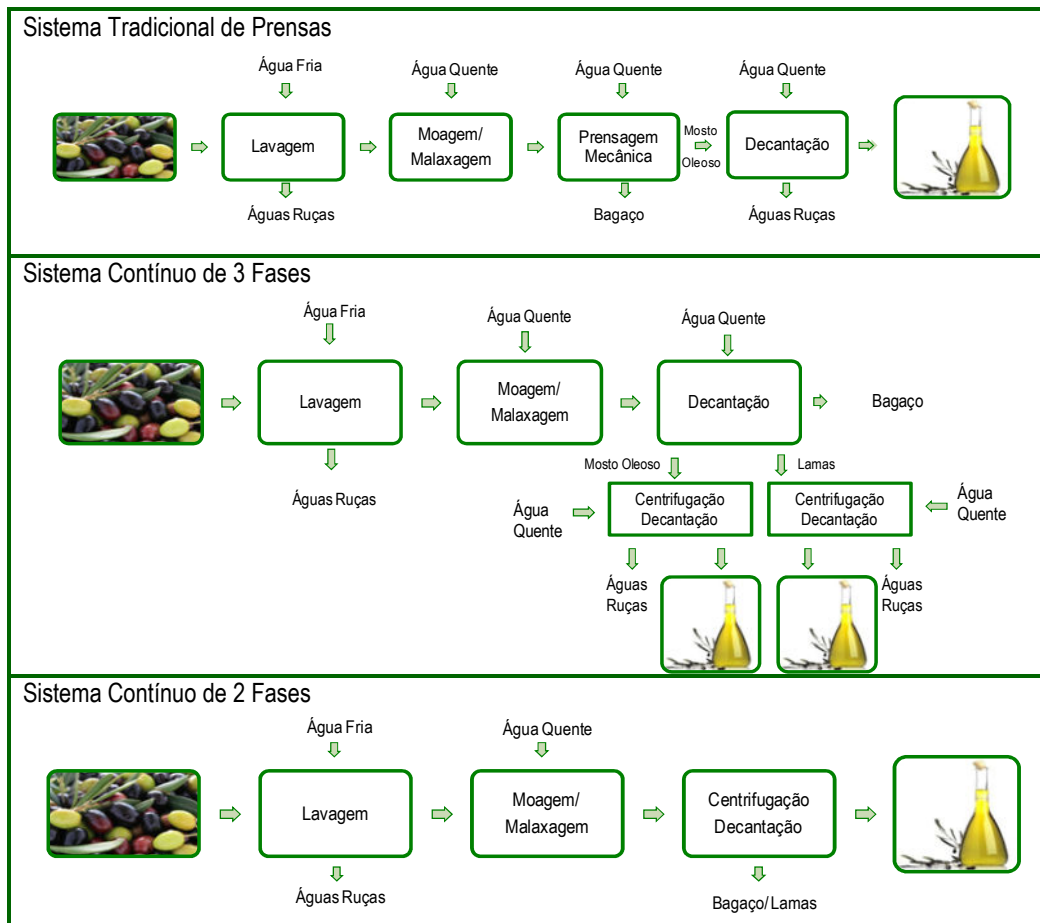 Sistema Tradicional de Prensas
Água Fria
Água Quente
Água Quente
Água Quente
Lavagem
Moagem/
Malaxagem
Prensagem
Mecânica
Mosto
Oleoso
Decantação
Águas Ruças
Bagaço
Águas Ruças
Sistema Contínuo de 3 Fases
Água Fria
Água Quente
Água Quente
Lavagem
Moagem/
Malaxagem
Decantação
Bagaço
Águas Ruças
Mosto Oleoso
Lamas
Água
Quente
Centrifugação
Decantação
Centrifugação
Decantação
Água
Quente
Águas
Ruças
Águas
Ruças
Sistema Contínuo de 2 Fases
Água Fria
Água Quente
Lavagem
Moagem/
Malaxagem
Centrifugação
Decantação
Águas Ruças
Bagaço/ Lamas